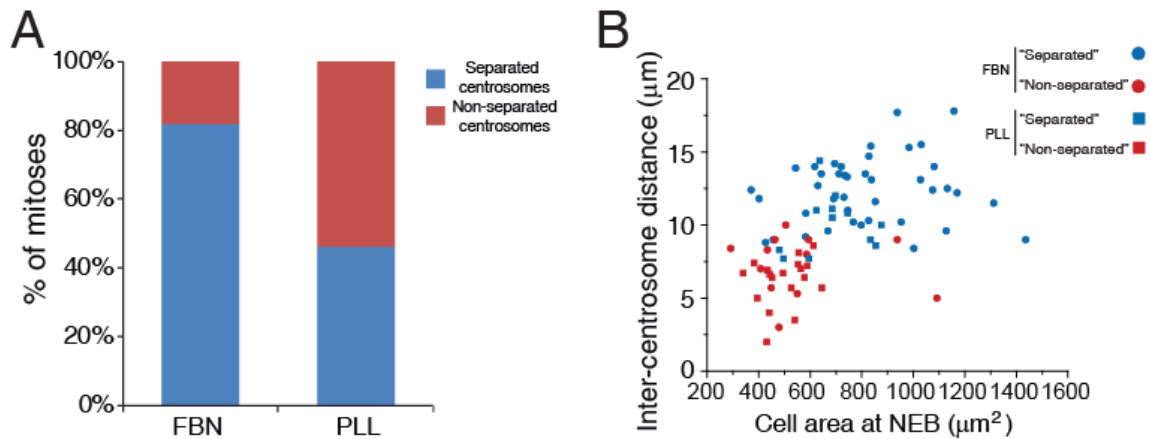 A
100%
80%
60%
40%
20%
0%
% of mitoses
FBN
PLL
Separated
centrosomes
Non-separated
centrosomes
B
Inter-centrosome distance (μm)
20
15
10
5
0
200 400 600 800 1000 1200 1400 1600
Cell area at NEB (μm²)
FBN
"Separated"
"Non-separated"
PLL
"Separated"
"Non-separated"